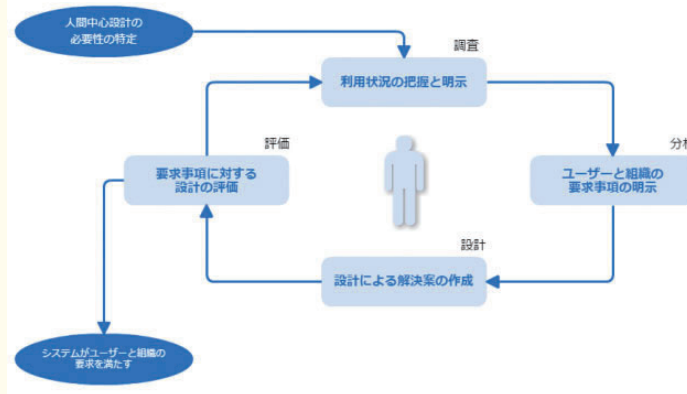 人間中心設計の
必要性の特定
調査
利用状況の把握と明示
評価
要求事項に対する
設計の評価
分析
ユーザーと組織の
要求事項の明示
設計
設計による解決案の作成
システムがユーザーと組織の
要求を満たす